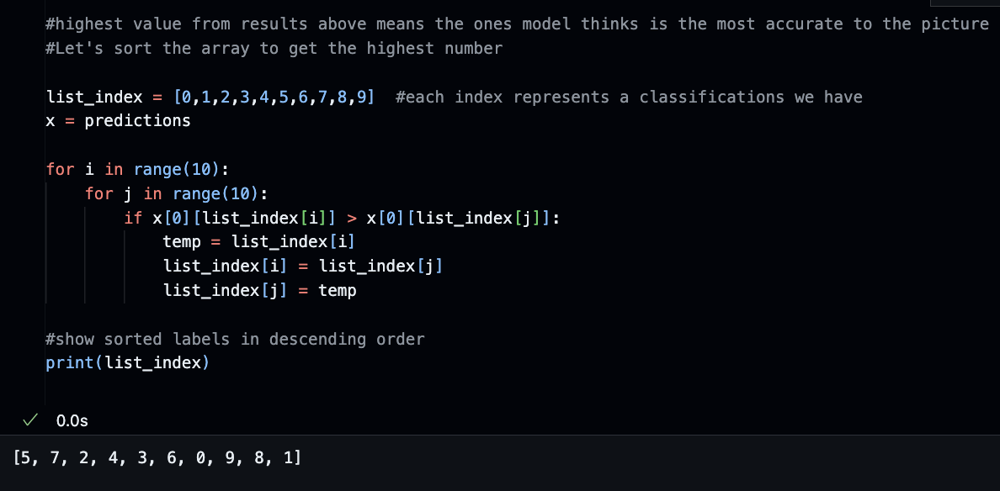 #highest value from results above means the ones model thinks is the most accurate to the picture
#Let's sort the array to get the highest number
list_index = [0,1,2,3,4,5,6,7,8,9]  #each index represents a classifications we have
x = predictions
for i in range(10):
    for j in range(10):
        if x[0][list_index[i]] > x[0][list_index[j]]:
            temp = list_index[i]
            list_index[i] = list_index[j]
            list_index[j] = temp
#show sorted labels in descending order
print(list_index)
0.0s
[5, 7, 2, 4, 3, 6, 0, 9, 8, 1]